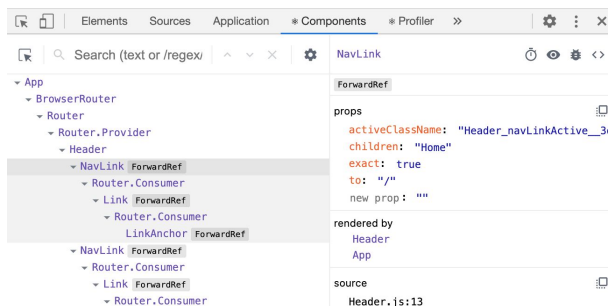 Elements Sources Application Components Profiler »
Search (text or /regex/
NavLink
App
BrowserRouter
Router
Router.Provider
Header
NavLink ForwardRef
Router.Consumer
Link ForwardRef
Router.Consumer
LinkAnchor ForwardRef
NavLink ForwardRef
Router.Consumer
Link ForwardRef
Router.Consumer
ForwardRef
props
activeClassName: "Header_navLinkActive__3
children: "Home"
exact: true
to: "/"
new prop: ""
rendered by
Header
App
source
Header.js:13